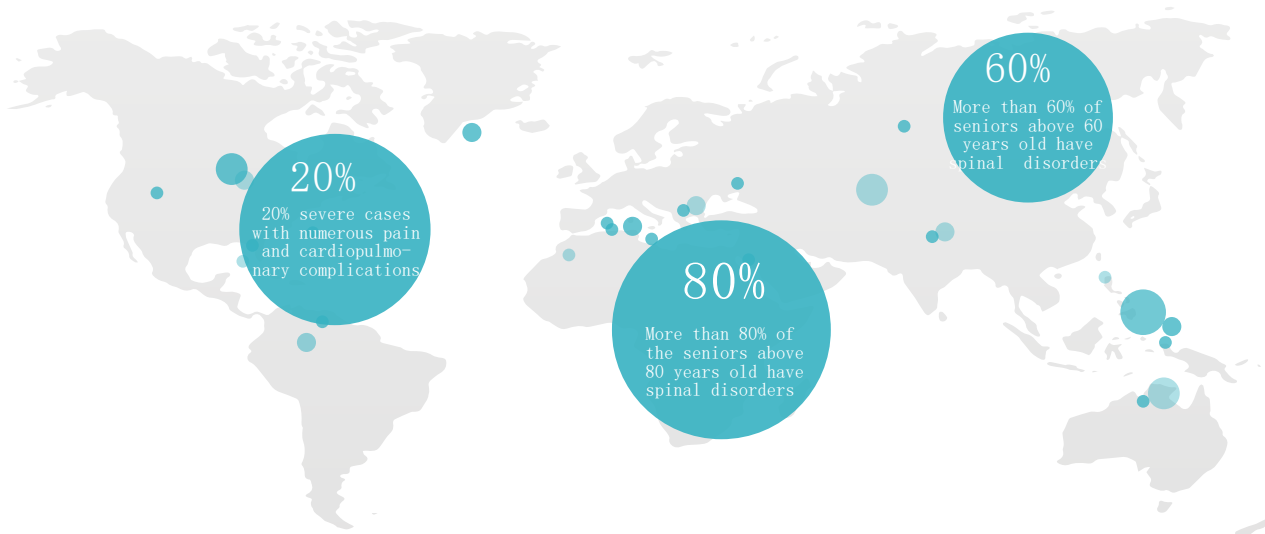 20%
20% severe cases
with numerous pain
and cardiopulmo-
nary complications
80%
More than 80% of
the seniors above
80 years old have
spinal disorders
60%
More than 60% of
seniors above 60
years old have
spinal disorders